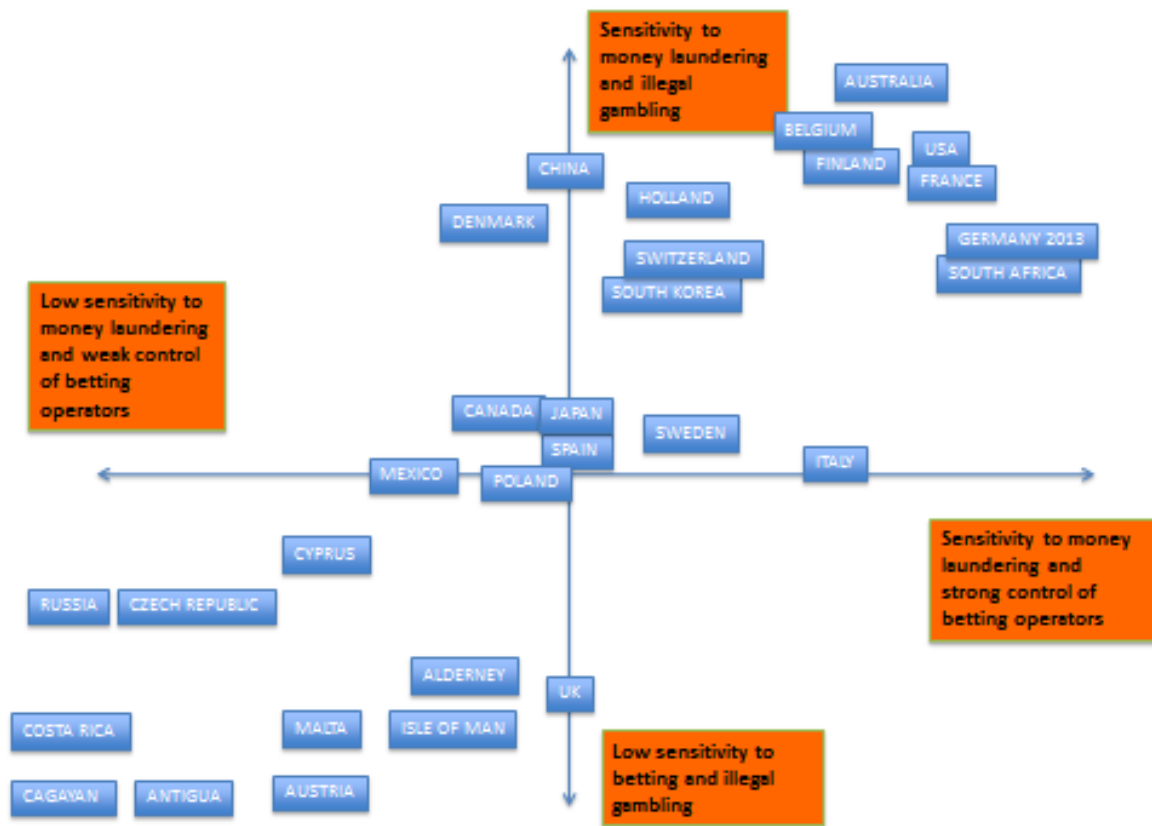 Sensitivity to
money laundering
and illegal
gambling
AUSTRALIA
BELGIUM
USA
FINLAND
CHINA
FRANCE
HOLLAND
DENMARK
GERMANY 2013
SWITZERLAND
SOUTH AFRICA
SOUTH KOREA
Low sensitivity to
money laundering
and weak control
of betting
operators
CANADA
JAPAN
SWEDEN
SPAIN
ITALY
MEXICO
POLAND
Sensitivity to money
laundering and
strong control of
betting operators
CYPRUS
RUSSIA
CZECH REPUBLIC
ALDERNEY
UK
COSTA RICA
MALTA
ISLE OF MAN
Low sensitivity to
betting and illegal
gambling
CAGAYAN
ANTIGUA
AUSTRIA